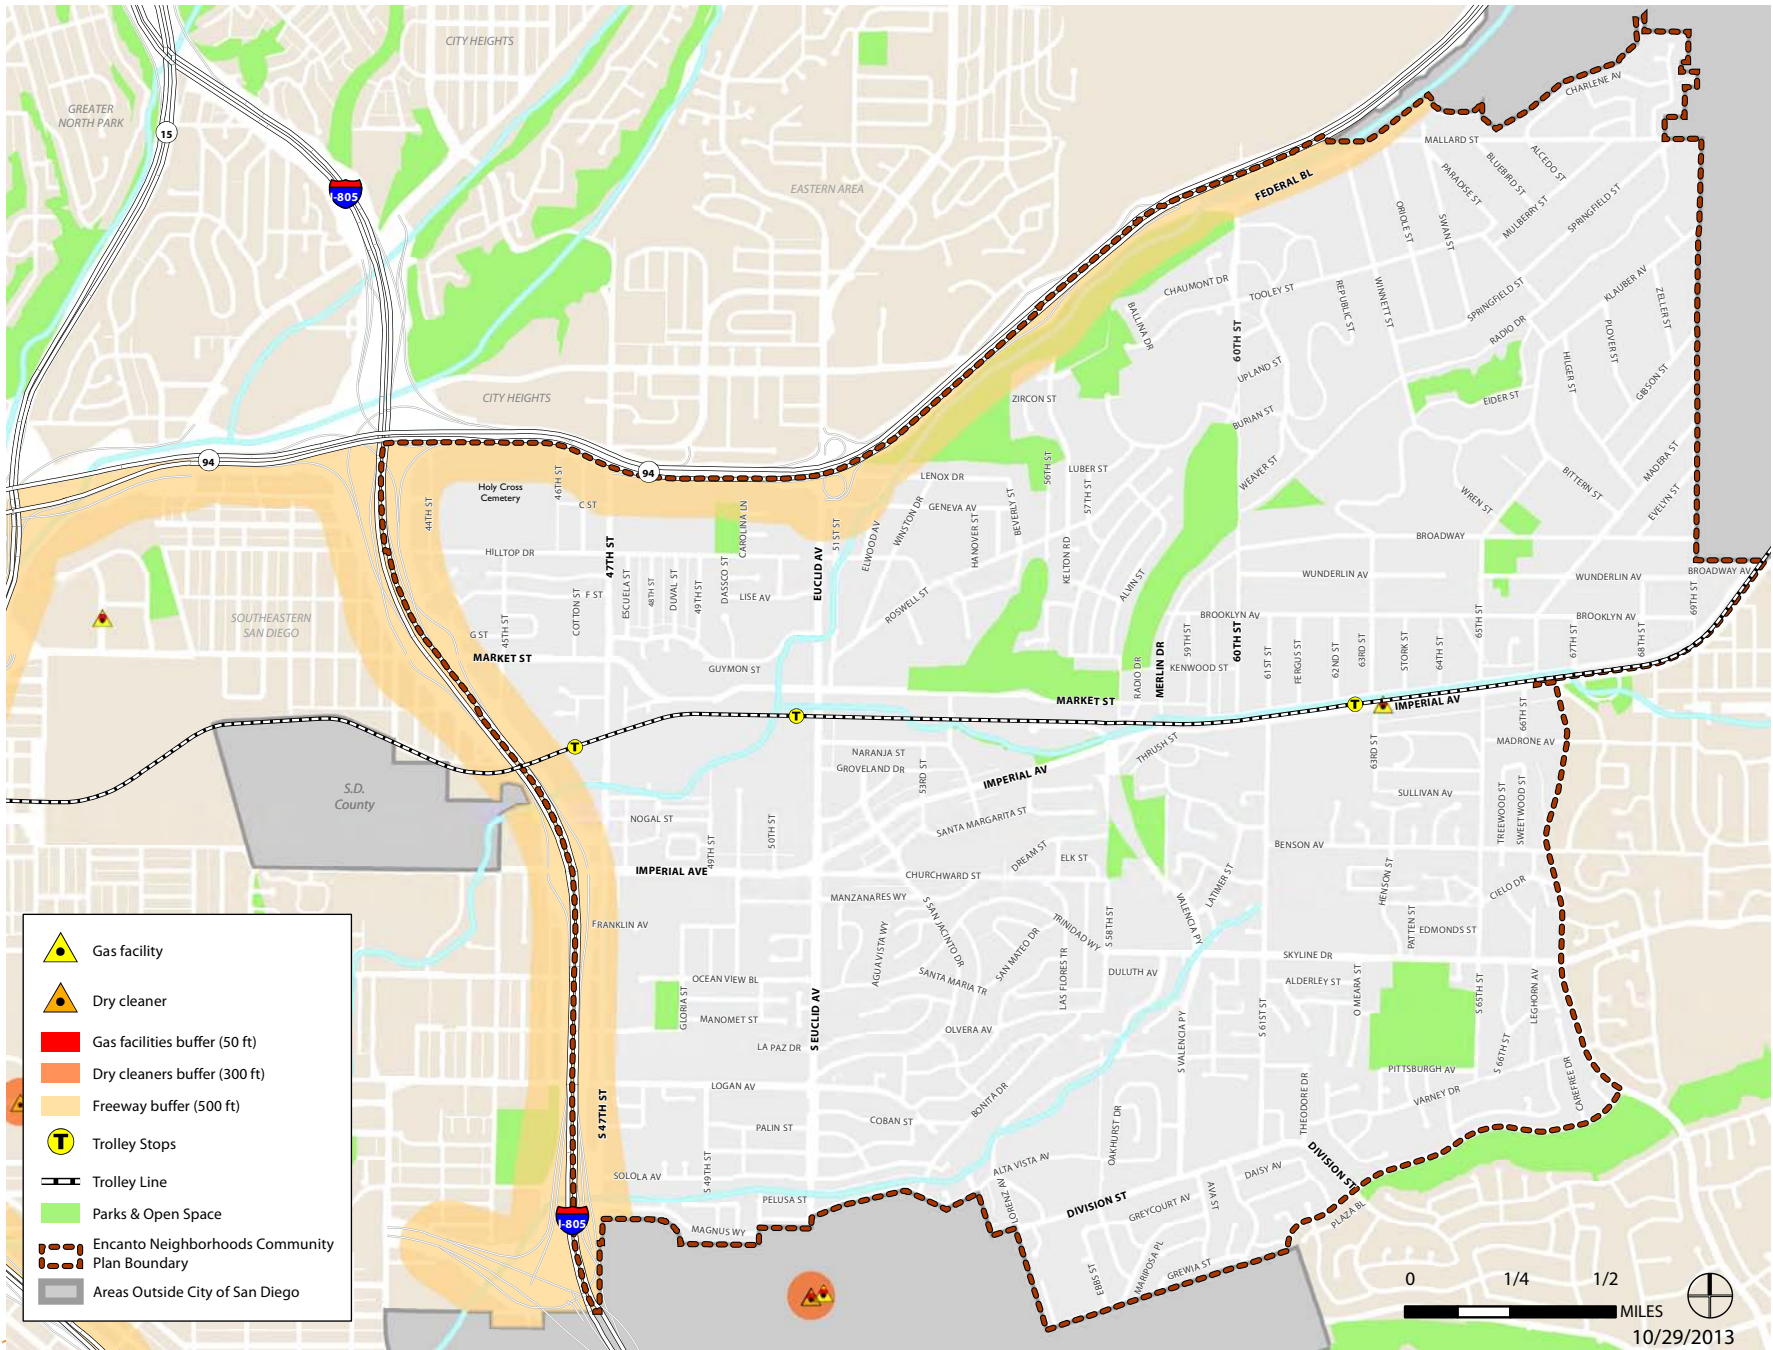 CITY HEIGHTS
GREATER
NORTH PARK
15
I-805
EASTERN AREA
CITY HEIGHTS
94
94
FEDERAL BL
CHARLENE AV
MALLARD ST
ALCEDO ST
BLUEBIRD ST
PARADISE ST
MULBERRY ST
SPRINGFIELD ST
ORIOLE ST
SWAN ST
CHAUMONT DR
TOOLEY ST
BALLINA DR
REPUBLIC ST
WINNETT ST
SPRINGFIELD ST
RADIO DR
KLAUBER AV
ZELLER ST
PLOVER ST
HILGER ST
GIBSON ST
60TH ST
UPLAND ST
EIDER ST
ZIRCON ST
BURIAN ST
WEAVER ST
WREN ST
BITTERN ST
MADERA ST
EVELYN ST
Holy Cross
Cemetery
46TH ST
C ST
44TH ST
CAROLINA LN
LENOX DR
GENEVA AV
56TH ST
LUBER ST
57TH ST
BEVERLY ST
HANOVER ST
WINSTON DR
ELWOOD AV
51 ST ST
HILLTOP DR
47TH ST
EUCLID AV
KELTON RD
ALVIN ST
BROADWAY
WUNDERLIN AV
WUNDERLIN AV
BROADWAY AV
69TH ST
COTTON ST
F ST
ESCUELA ST
48TH ST
DUVAL ST
49TH ST
DASSCO ST
LISE AV
ROSWELL ST
BROOKLYN AV
BROOKLYN AV
SOUTHEASTERN
SAN DIEGO
G ST
45TH ST
MARKET ST
GUYMON ST
MARKET ST
RADIO DR
MERLIN DR
59TH ST
KENWOOD ST
60TH ST
61 ST ST
FERGUS ST
62ND ST
63RD ST
STORK ST
64TH ST
65TH ST
67TH ST
68TH ST
T
T
T
IMPERIAL AV
66TH ST
MADRONE AV
S.D.
County
NARANJA ST
GROVELAND DR
53RD ST
IMPERIAL AV
THRUSH ST
63RD ST
SULLIVAN AV
TREEWOOD ST
SWEETWOOD ST
NOGAL ST
49TH ST
50TH ST
SANTA MARGARITA ST
DREAM ST
ELK ST
BENSON AV
IMPERIAL AVE
CHURCHWARD ST
MANZANARES WY
HENSON ST
CIELO DR
LATIMER ST
VALENCIA PY
FRANKLIN AV
AGUA VISTA WY
S SAN JACINTO DR
SAN MATEO DR
TRINIDAD WY
S 58TH ST
PATTEN ST
EDMONDS ST
SKYLINE DR
OCEAN VIEW BL
GLORIA ST
SANTA MARIA TR
LAS FLORES TR
DULUTH AV
ALDERLEY ST
O MEARA ST
S 65TH ST
LEGHORN AV
MANOMET ST
S EUCLID AV
OLVERA AV
S 61ST ST
S VALENCIA PY
LA PAZ DR
S 66TH ST
PITTSBURGH AV
LOGAN AV
S 47TH ST
BONITA DR
COBAN ST
PALIN ST
VARNEY DR
CAREFREE DR
THEODORE DR
OAKHURST DR
SOLOLA AV
S 49TH ST
ALTA VISTA AV
DAISY AV
DIVISION ST
PELUSA ST
LORENZ AV
DIVISION ST
GREYCOURT AV
AVA ST
PLAZA BL
MAGNUS WY
I-805
EBBS ST
MARIPOSA PL
GREWIA ST
Gas facility
Dry cleaner
Gas facilities buffer (50 ft)
Dry cleaners buffer (300 ft)
Freeway buffer (500 ft)
T
Trolley Stops
Trolley Line
Parks & Open Space
Encanto Neighborhoods Community
Plan Boundary
Areas Outside City of San Diego
0 1/4 1/2
MILES
10/29/2013